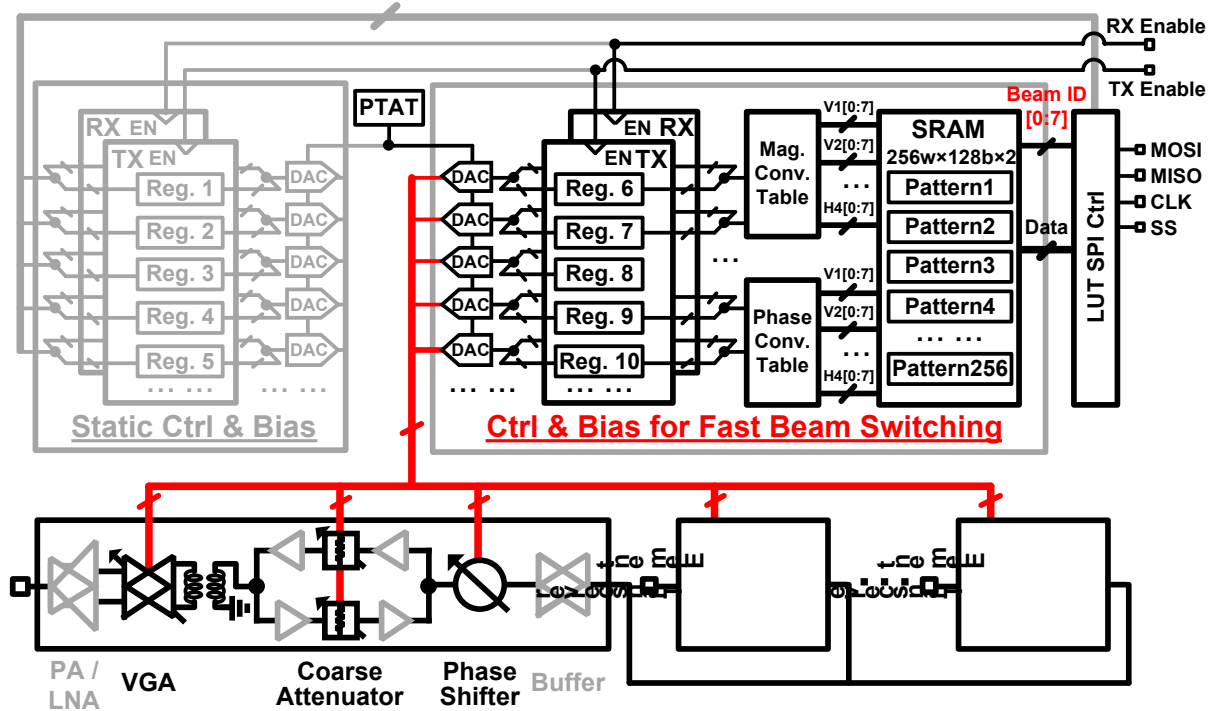 RX Enable
TX Enable
PTAT
Beam ID
[0:7]
RX EN
TX EN
Reg. 1
Reg. 2
Reg. 3
Reg. 4
Reg. 5
... ...
DAC
DAC
DAC
DAC
DAC
... ...
Static Ctrl & Bias
DAC
DAC
DAC
DAC
DAC
... ...
EN RX
EN TX
Reg. 6
Reg. 7
Reg. 8
Reg. 9
Reg. 10
... ...
...
Mag.
Conv.
Table
Phase
Conv.
Table
V1[0:7]
V2[0:7]
...
H4[0:7]
V1[0:7]
V2[0:7]
...
H4[0:7]
SRAM
256w×128b×2
Pattern1
Pattern2
Pattern3
Pattern4
... ...
Pattern256
Data
LUT SPI Ctrl
MOSI
MISO
CLK
SS
Ctrl & Bias for Fast Beam Switching
PA /
LNA
VGA
Coarse
Attenuator
Phase
Shifter
Buffer